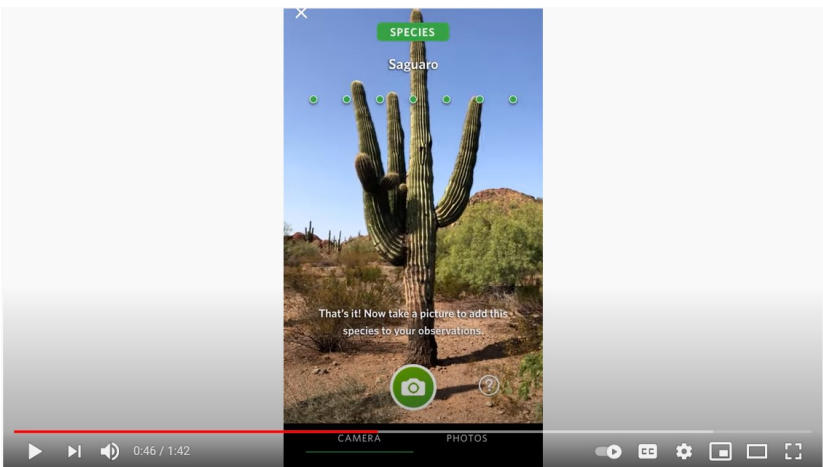 SPECIES
Saguaro
That's it! Now take a picture to add this
species to your observations.
?
CAMERA
PHOTOS
0:46 / 1:42
CC